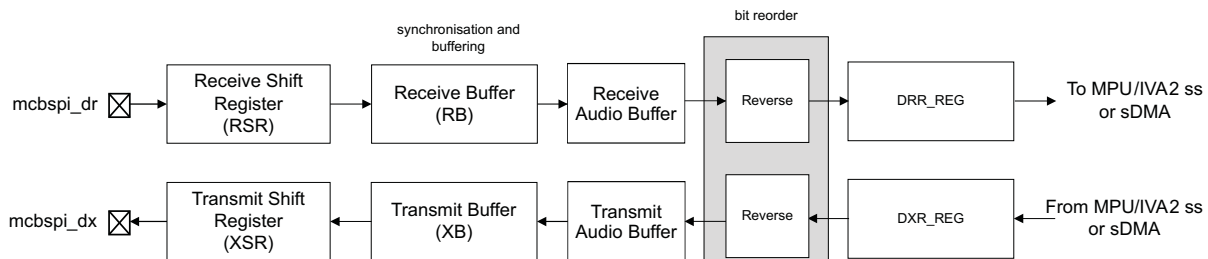 bit reorder
synchronisation and
buffering
mcbspi_dr
Receive Shift
Register
(RSR)
Receive Buffer
(RB)
Receive
Audio Buffer
Reverse
DRR_REG
To MPU/IVA2 ss
or sDMA
mcbspi_dx
Transmit Shift
Register
(XSR)
Transmit Buffer
(XB)
Transmit
Audio Buffer
Reverse
DXR_REG
From MPU/IVA2 ss
or sDMA